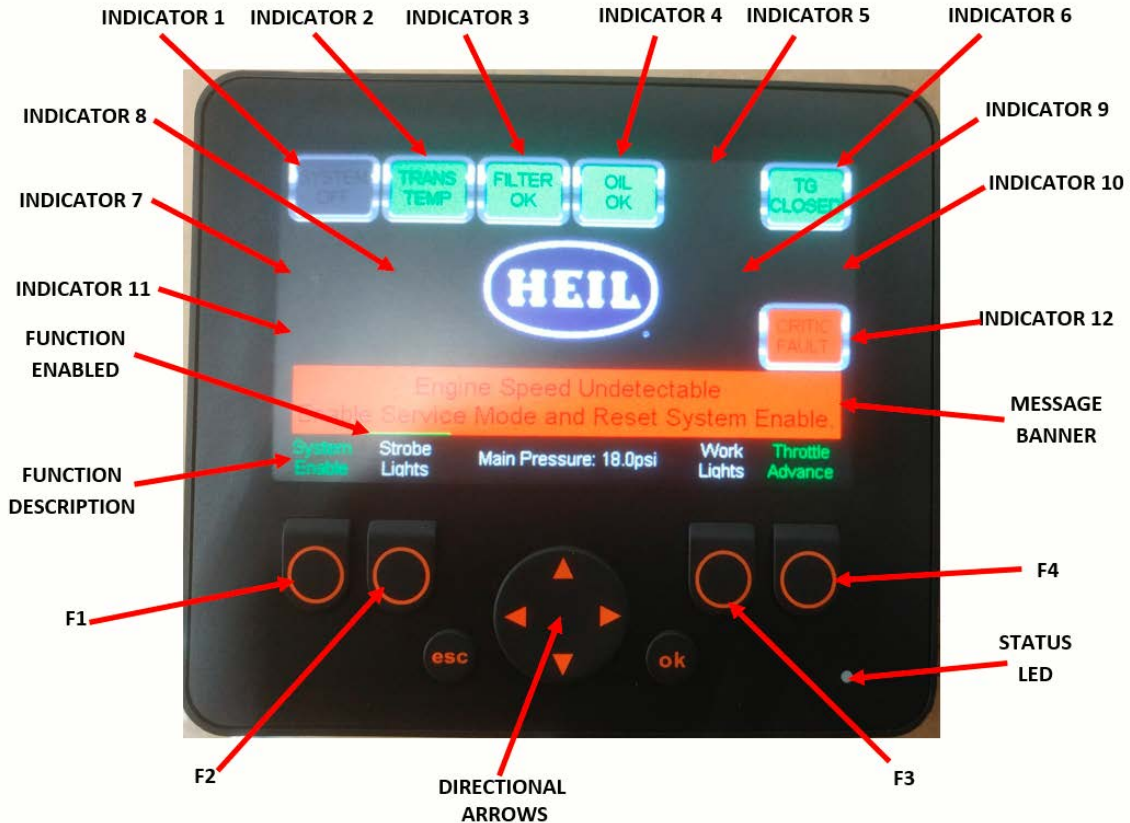 INDICATOR 1
INDICATOR 2
INDICATOR 3
INDICATOR 4
INDICATOR 5
INDICATOR 6
INDICATOR 8
INDICATOR 9
INDICATOR 7
INDICATOR 10
SYSTEM
OFF
TRANS
TEMP
FILTER
OK
OIL
OK
TG
CLOSED
HEIL
INDICATOR 11
INDICATOR 12
CRITIC
FAULT
FUNCTION
ENABLED
Engine Speed Undetectable
Enable Service Mode and Reset System Enable.
MESSAGE
BANNER
FUNCTION
DESCRIPTION
System
Enable
Strobe
Lights
Main Pressure: 18.0psi
Work
Lights
Throttle
Advance
F1
F4
esc
ok
STATUS
LED
F2
DIRECTIONAL
ARROWS
F3